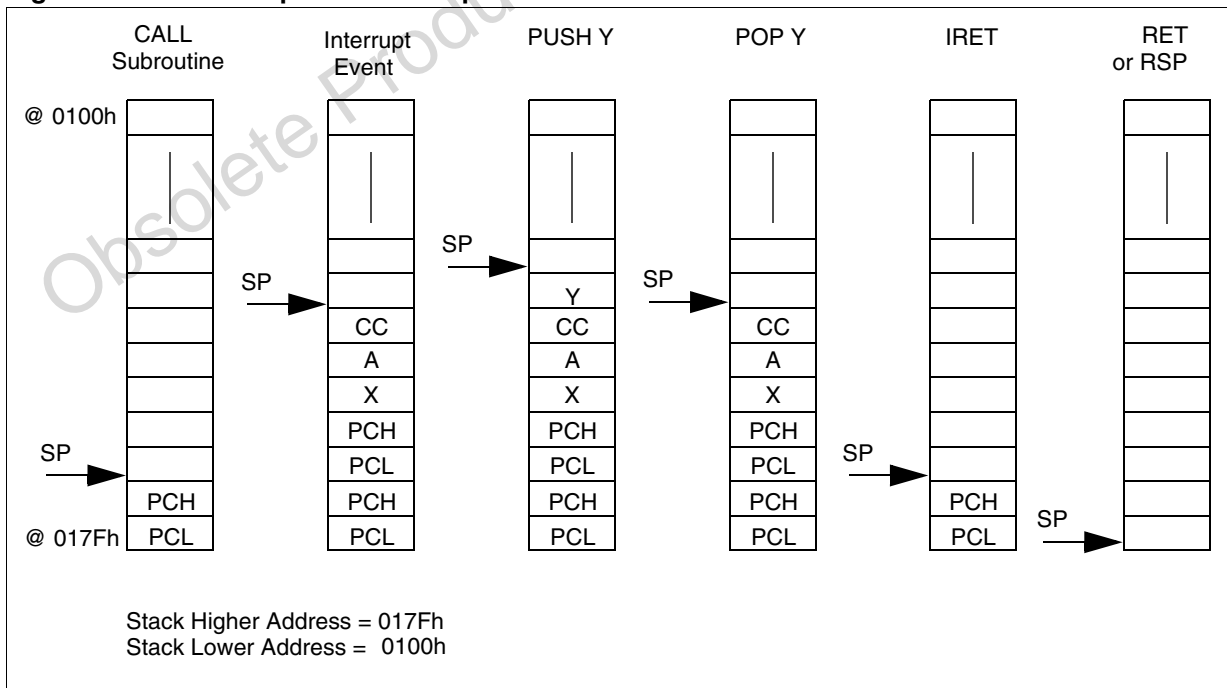 CALL
Subroutine
Interrupt
Event
PUSH Y
POP Y
IRET
RET
or RSP
@ 0100h
SP
SP
SP
SP
SP
SP
Y
CC
CC
CC
A
A
A
X
X
X
PCH
PCH
PCH
PCL
PCL
PCL
PCH
PCH
PCH
PCH
PCH
@ 017Fh
PCL
PCL
PCL
PCL
PCL
Stack Higher Address = 017Fh
Stack Lower Address = 0100h
Obsolete